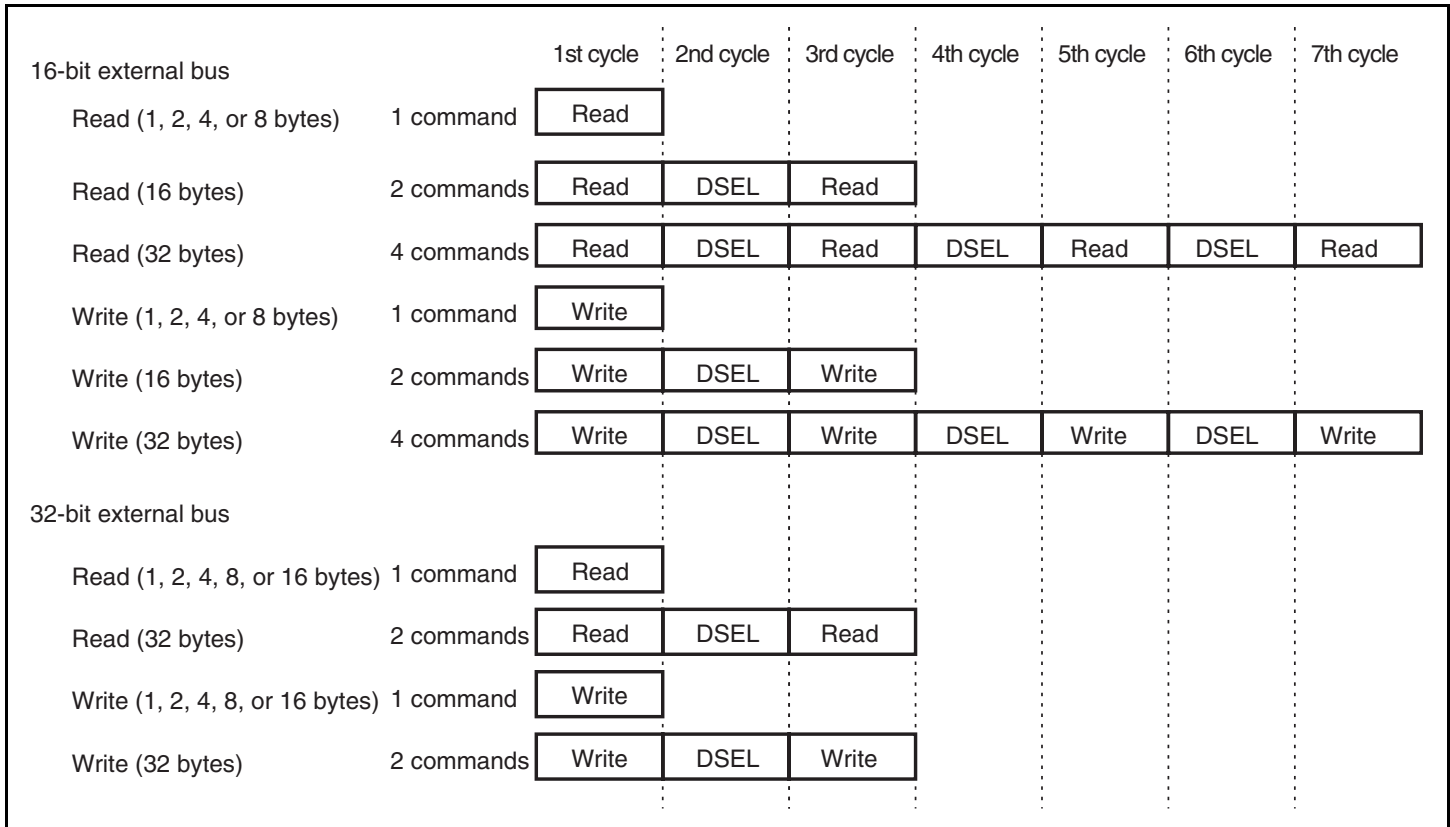 1st cycle 2nd cycle 3rd cycle 4th cycle 5th cycle 6th cycle 7th cycle
16-bit external bus
Read (1, 2, 4, or 8 bytes) 1 command Read
Read (16 bytes) 2 commands Read DSEL Read
Read (32 bytes) 4 commands Read DSEL Read DSEL Read DSEL Read
Write (1, 2, 4, or 8 bytes) 1 command Write
Write (16 bytes) 2 commands Write DSEL Write
Write (32 bytes) 4 commands Write DSEL Write DSEL Write DSEL Write
32-bit external bus
Read (1, 2, 4, 8, or 16 bytes) 1 command Read
Read (32 bytes) 2 commands Read DSEL Read
Write (1, 2, 4, 8, or 16 bytes) 1 command Write
Write (32 bytes) 2 commands Write DSEL Write